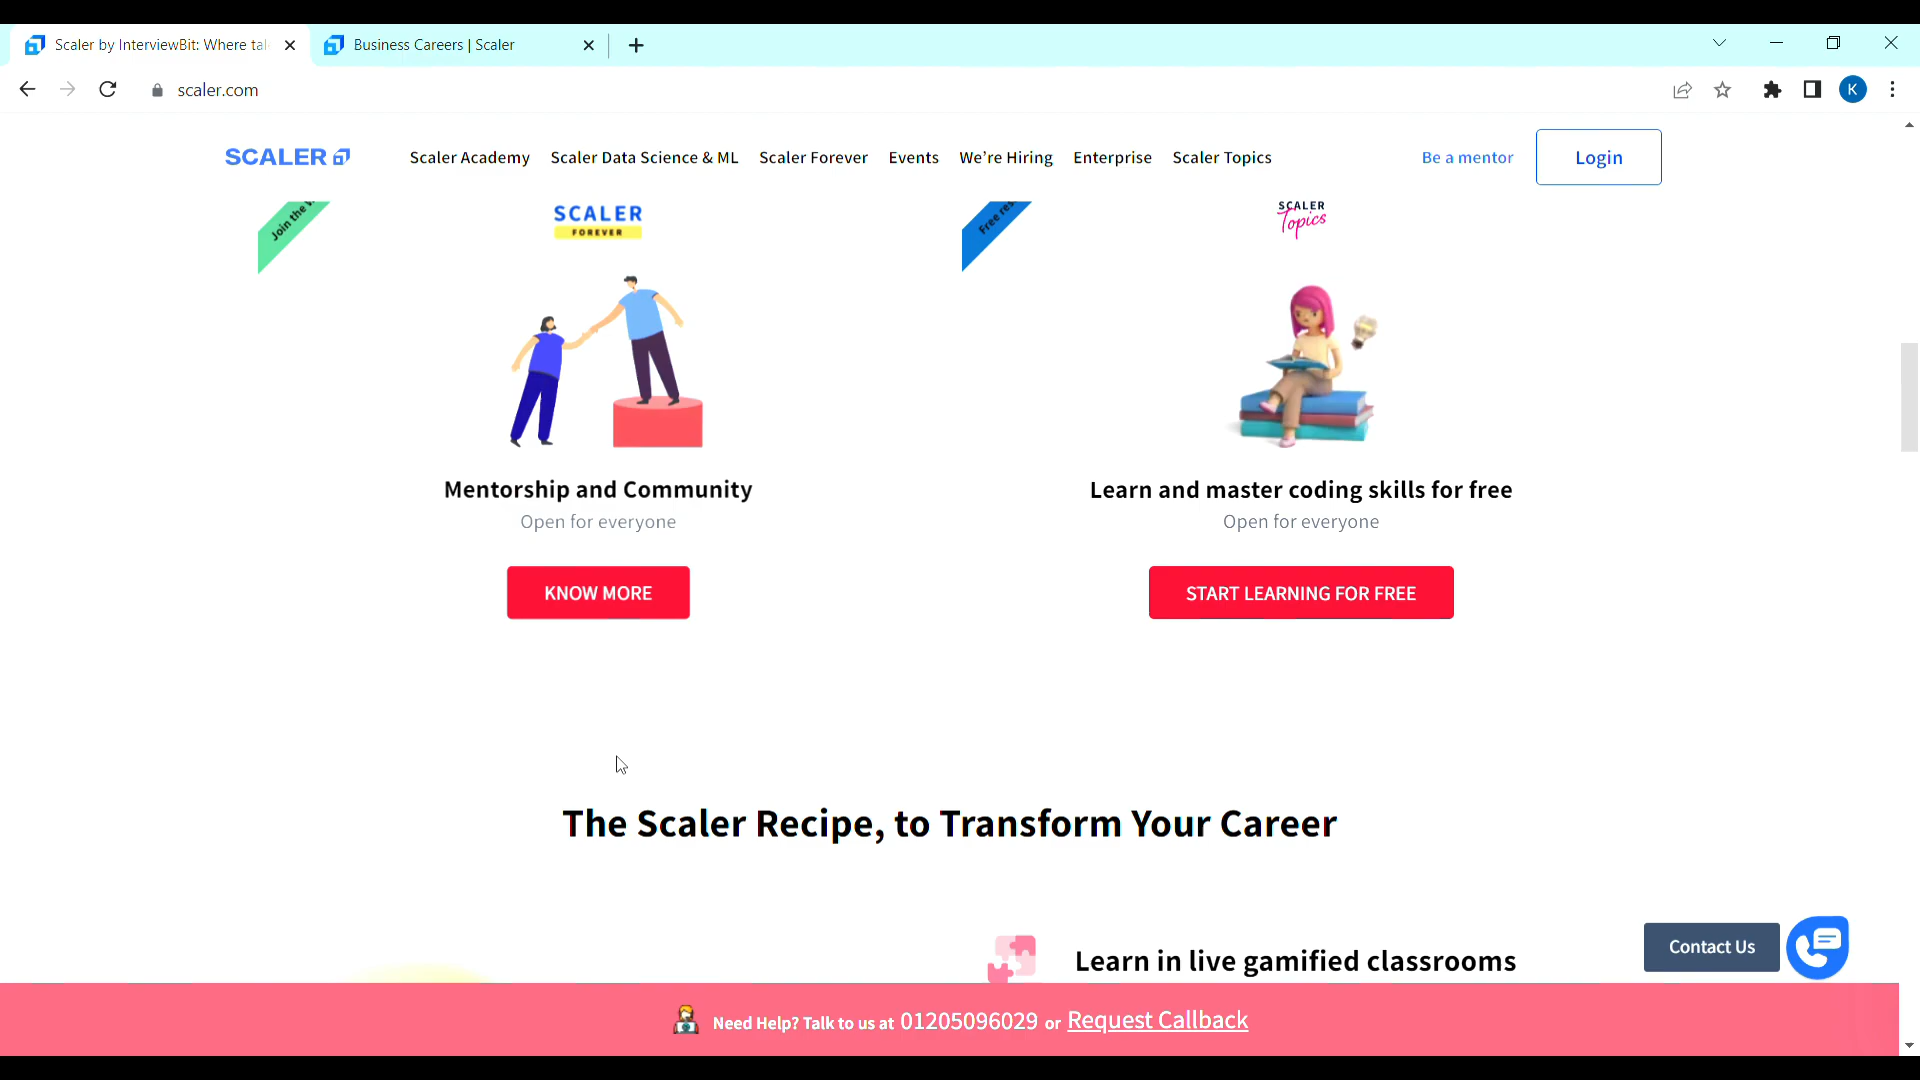 Scaler by InterviewBit: Where tal
Business Careers | Scaler
scaler.com
K
SCALER
Scaler Academy
Scaler Data Science & ML
Scaler Forever
Events
We're Hiring
Enterprise
Scaler Topics
Be a mentor
Login
Join the
SCALER
FOREVER
Mentorship and Community
Open for everyone
KNOW MORE
Free
SCALER
Topics
Learn and master coding skills for free
Open for everyone
START LEARNING FOR FREE
The Scaler Recipe, to Transform Your Career
Learn in live gamified classrooms
Contact Us
Need Help? Talk to us at 01205096029 or Request Callback